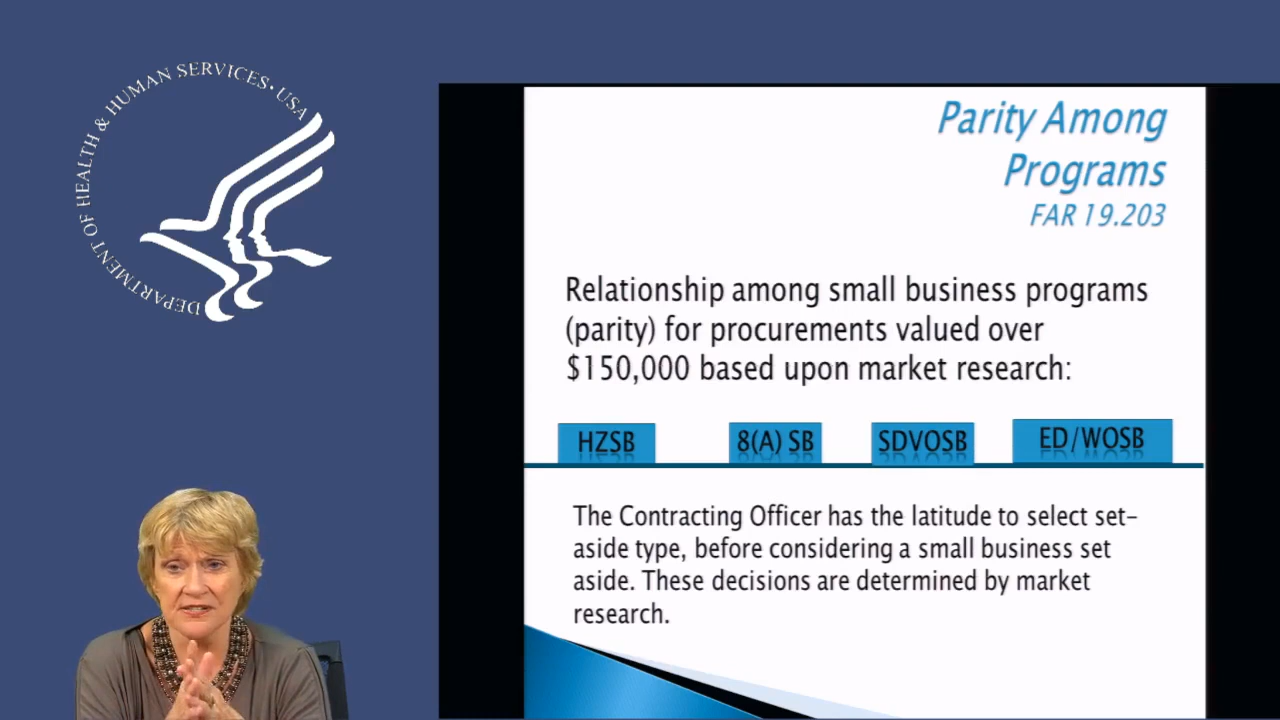 DEPARTMENT OF HEALTH & HUMAN SERVICES • USA
Parity Among
Programs
FAR 19.203
Relationship among small business programs
(parity) for procurements valued over
$150,000 based upon market research:
HZSB
8(A) SB
SDVOSB
ED/WOSB
The Contracting Officer has the latitude to select set-
aside type, before considering a small business set
aside. These decisions are determined by market
research.